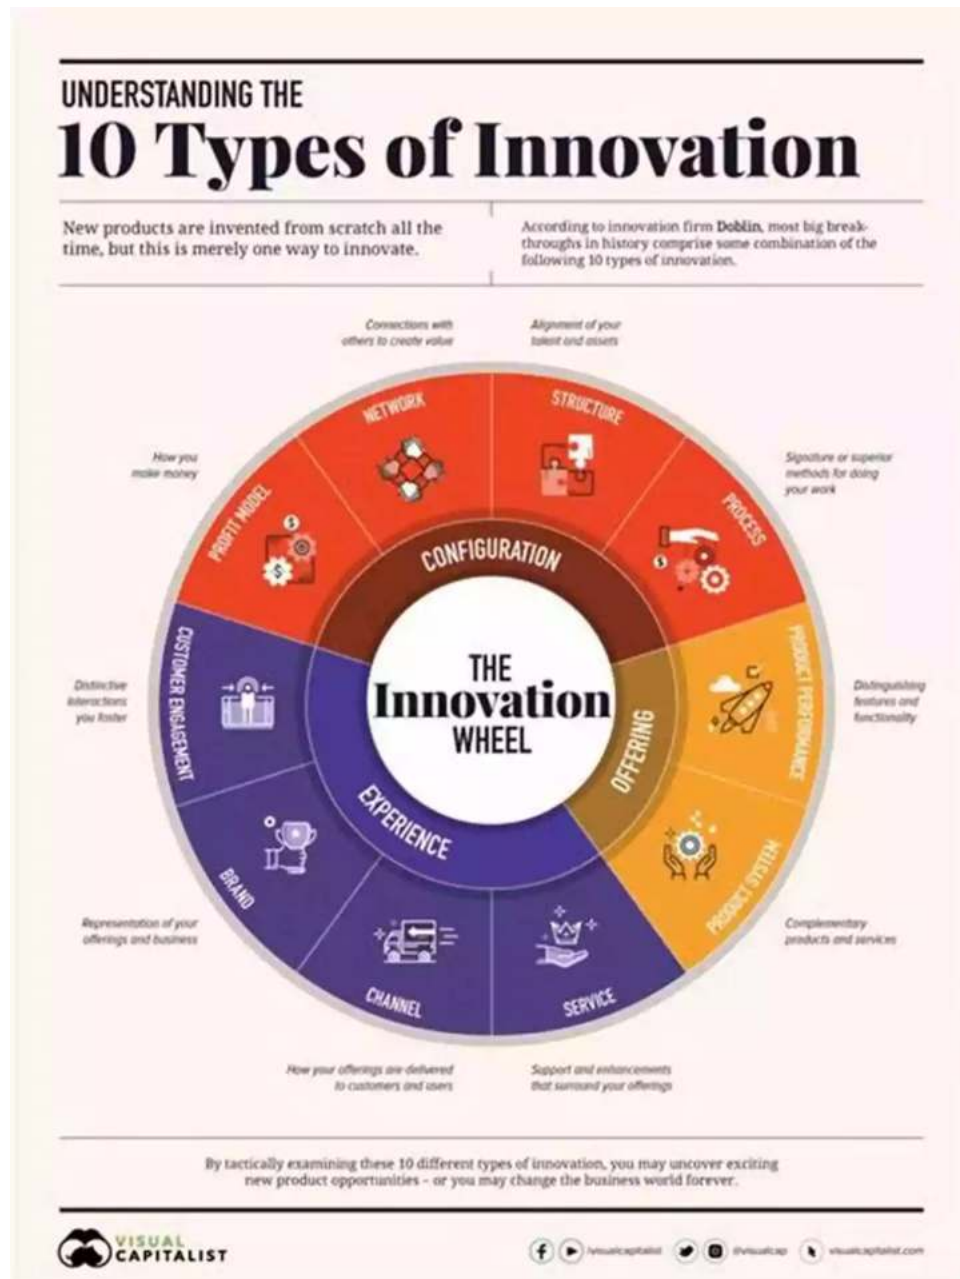 UNDERSTANDING THE
10 Types of Innovation
New products are invented from scratch all the
time, but this is merely one way to innovate.
According to innovation firm Doblin, most big break-
throughs in history comprise some combination of the
following 10 types of innovation.
Connections with
others to create value
Alignment of your
talent and assets
How you
make money
Signature or superior
methods for doing
your work
NETWORK
STRUCTURE
PROFIT MODEL
PROCESS
CONFIGURATION
CUSTOMER ENGAGEMENT
PRODUCT PERFORMANCE
THE
Innovation
WHEEL
OFFERING
EXPERIENCE
Distinctive
interactions
you foster
Distinguishing
features and
functionality
BRAND
PRODUCT SYSTEM
CHANNEL
SERVICE
Representation of your
offerings and business
Complementary
products and services
How your offerings are delivered
to customers and users
Support and enhancements
that surround your offerings
By tactically examining these 10 different types of innovation, you may uncover exciting
new product opportunities – or you may change the business world forever.
VISUAL
CAPITALIST
/visualcapitalist
@visualcap
visualcapitalist.com